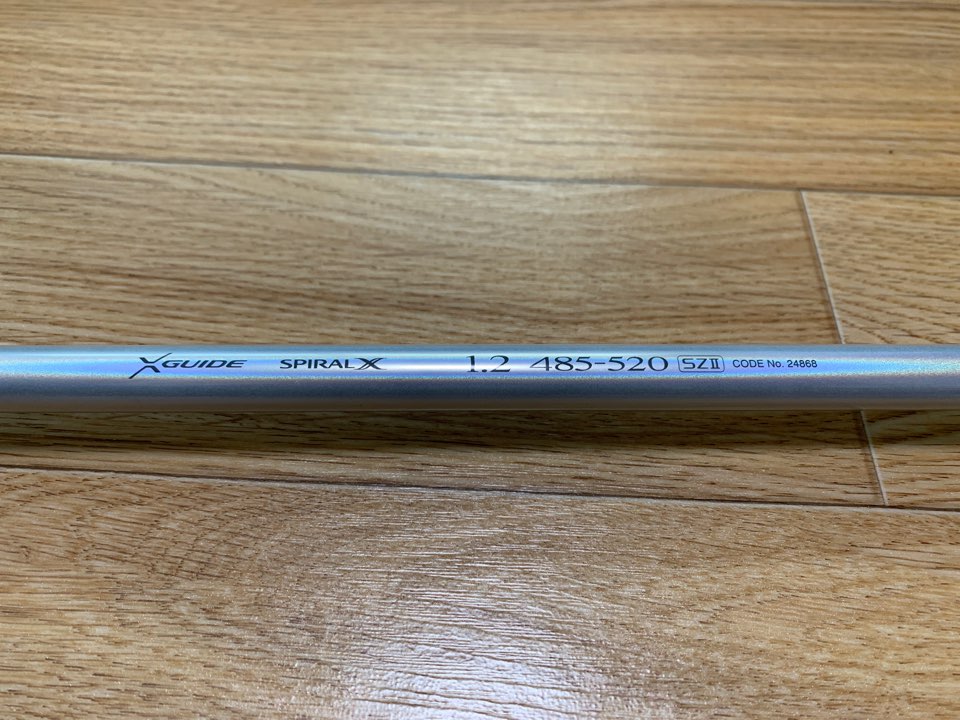 XGUIDE SPIRALX 1.2 485-520 SZII CODE No. 24868